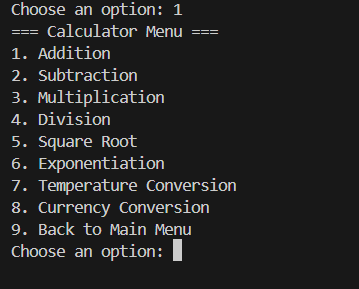 Choose an option: 1
=== Calculator Menu ===
1. Addition
2. Subtraction
3. Multiplication
4. Division
5. Square Root
6. Exponentiation
7. Temperature Conversion
8. Currency Conversion
9. Back to Main Menu
Choose an option: